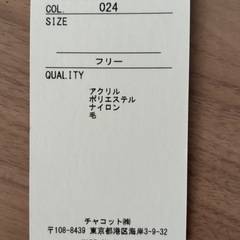 COL. 024
SIZE
フリー
QUALITY
アクリル
ポリエステル
ナイロン
毛
チャコット㈱
〒108-8439 東京都港区海岸3-9-32